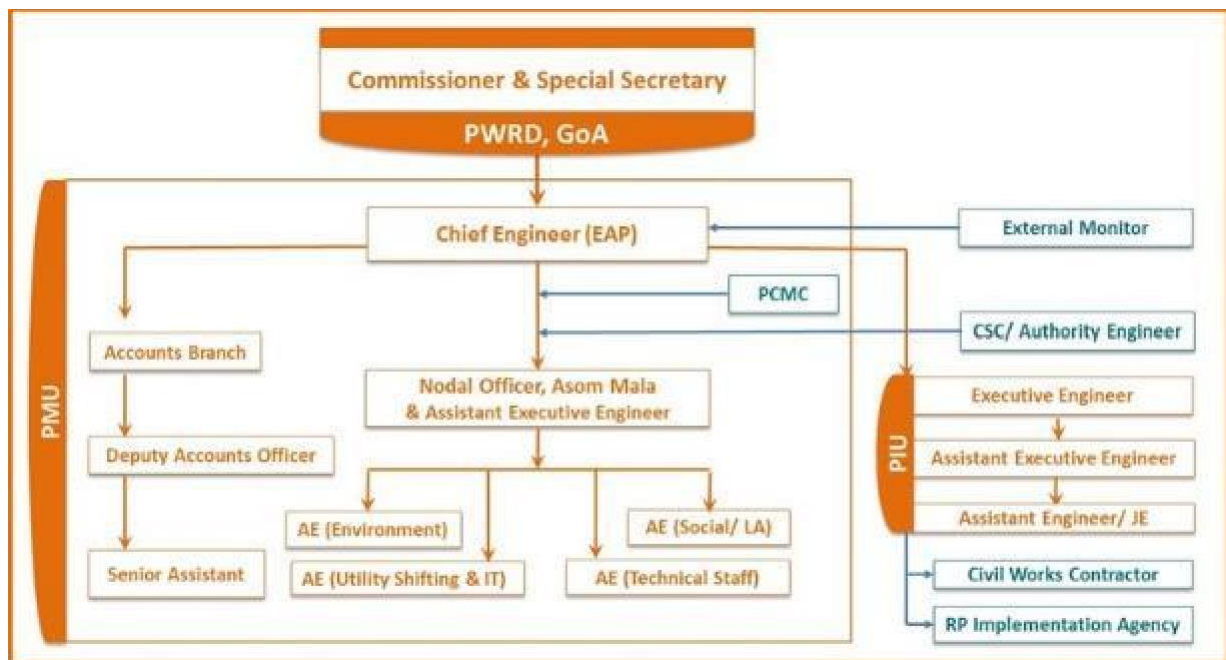 Commissioner & Special Secretary
PWRD, GoA
PMU
Chief Engineer (EAP)
External Monitor
PCMC
CSC/ Authority Engineer
Accounts Branch
Nodal Officer, Asom Mala
& Assistant Executive Engineer
PIU
Executive Engineer
Deputy Accounts Officer
Assistant Executive Engineer
AE (Environment)
AE (Social/ LA)
Assistant Engineer/ JE
Senior Assistant
AE (Utility Shifting & IT)
AE (Technical Staff)
Civil Works Contractor
RP Implementation Agency